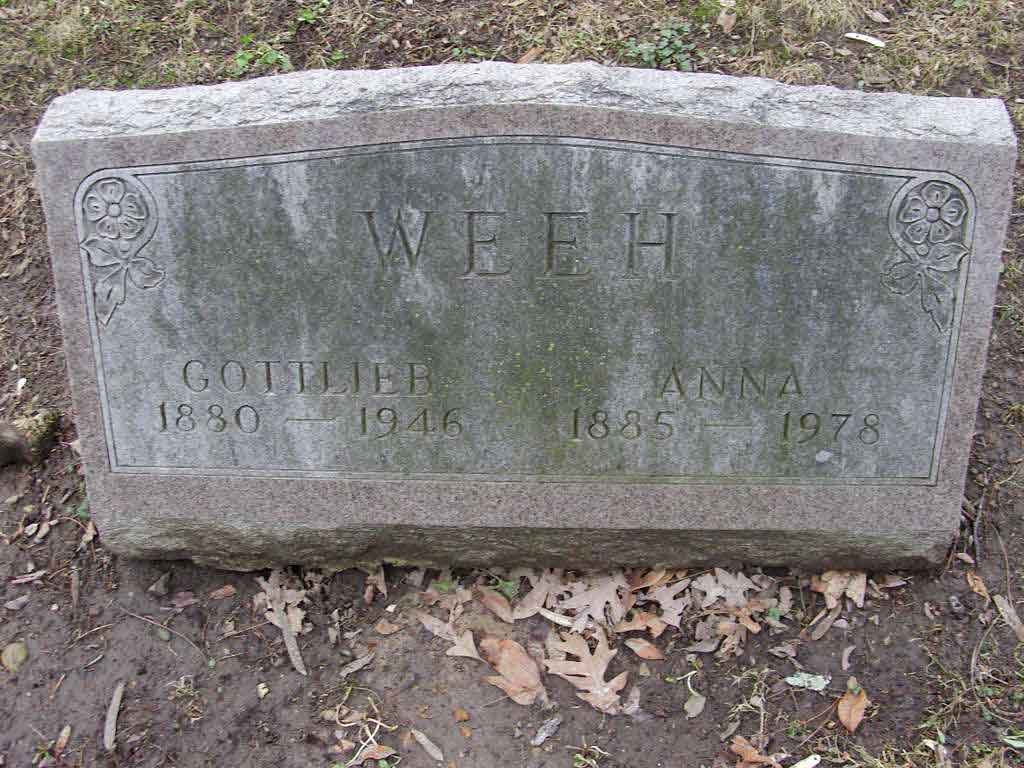 WEEH
GOTTLIEB ANNA
1880 — 1946 1885 — 1978